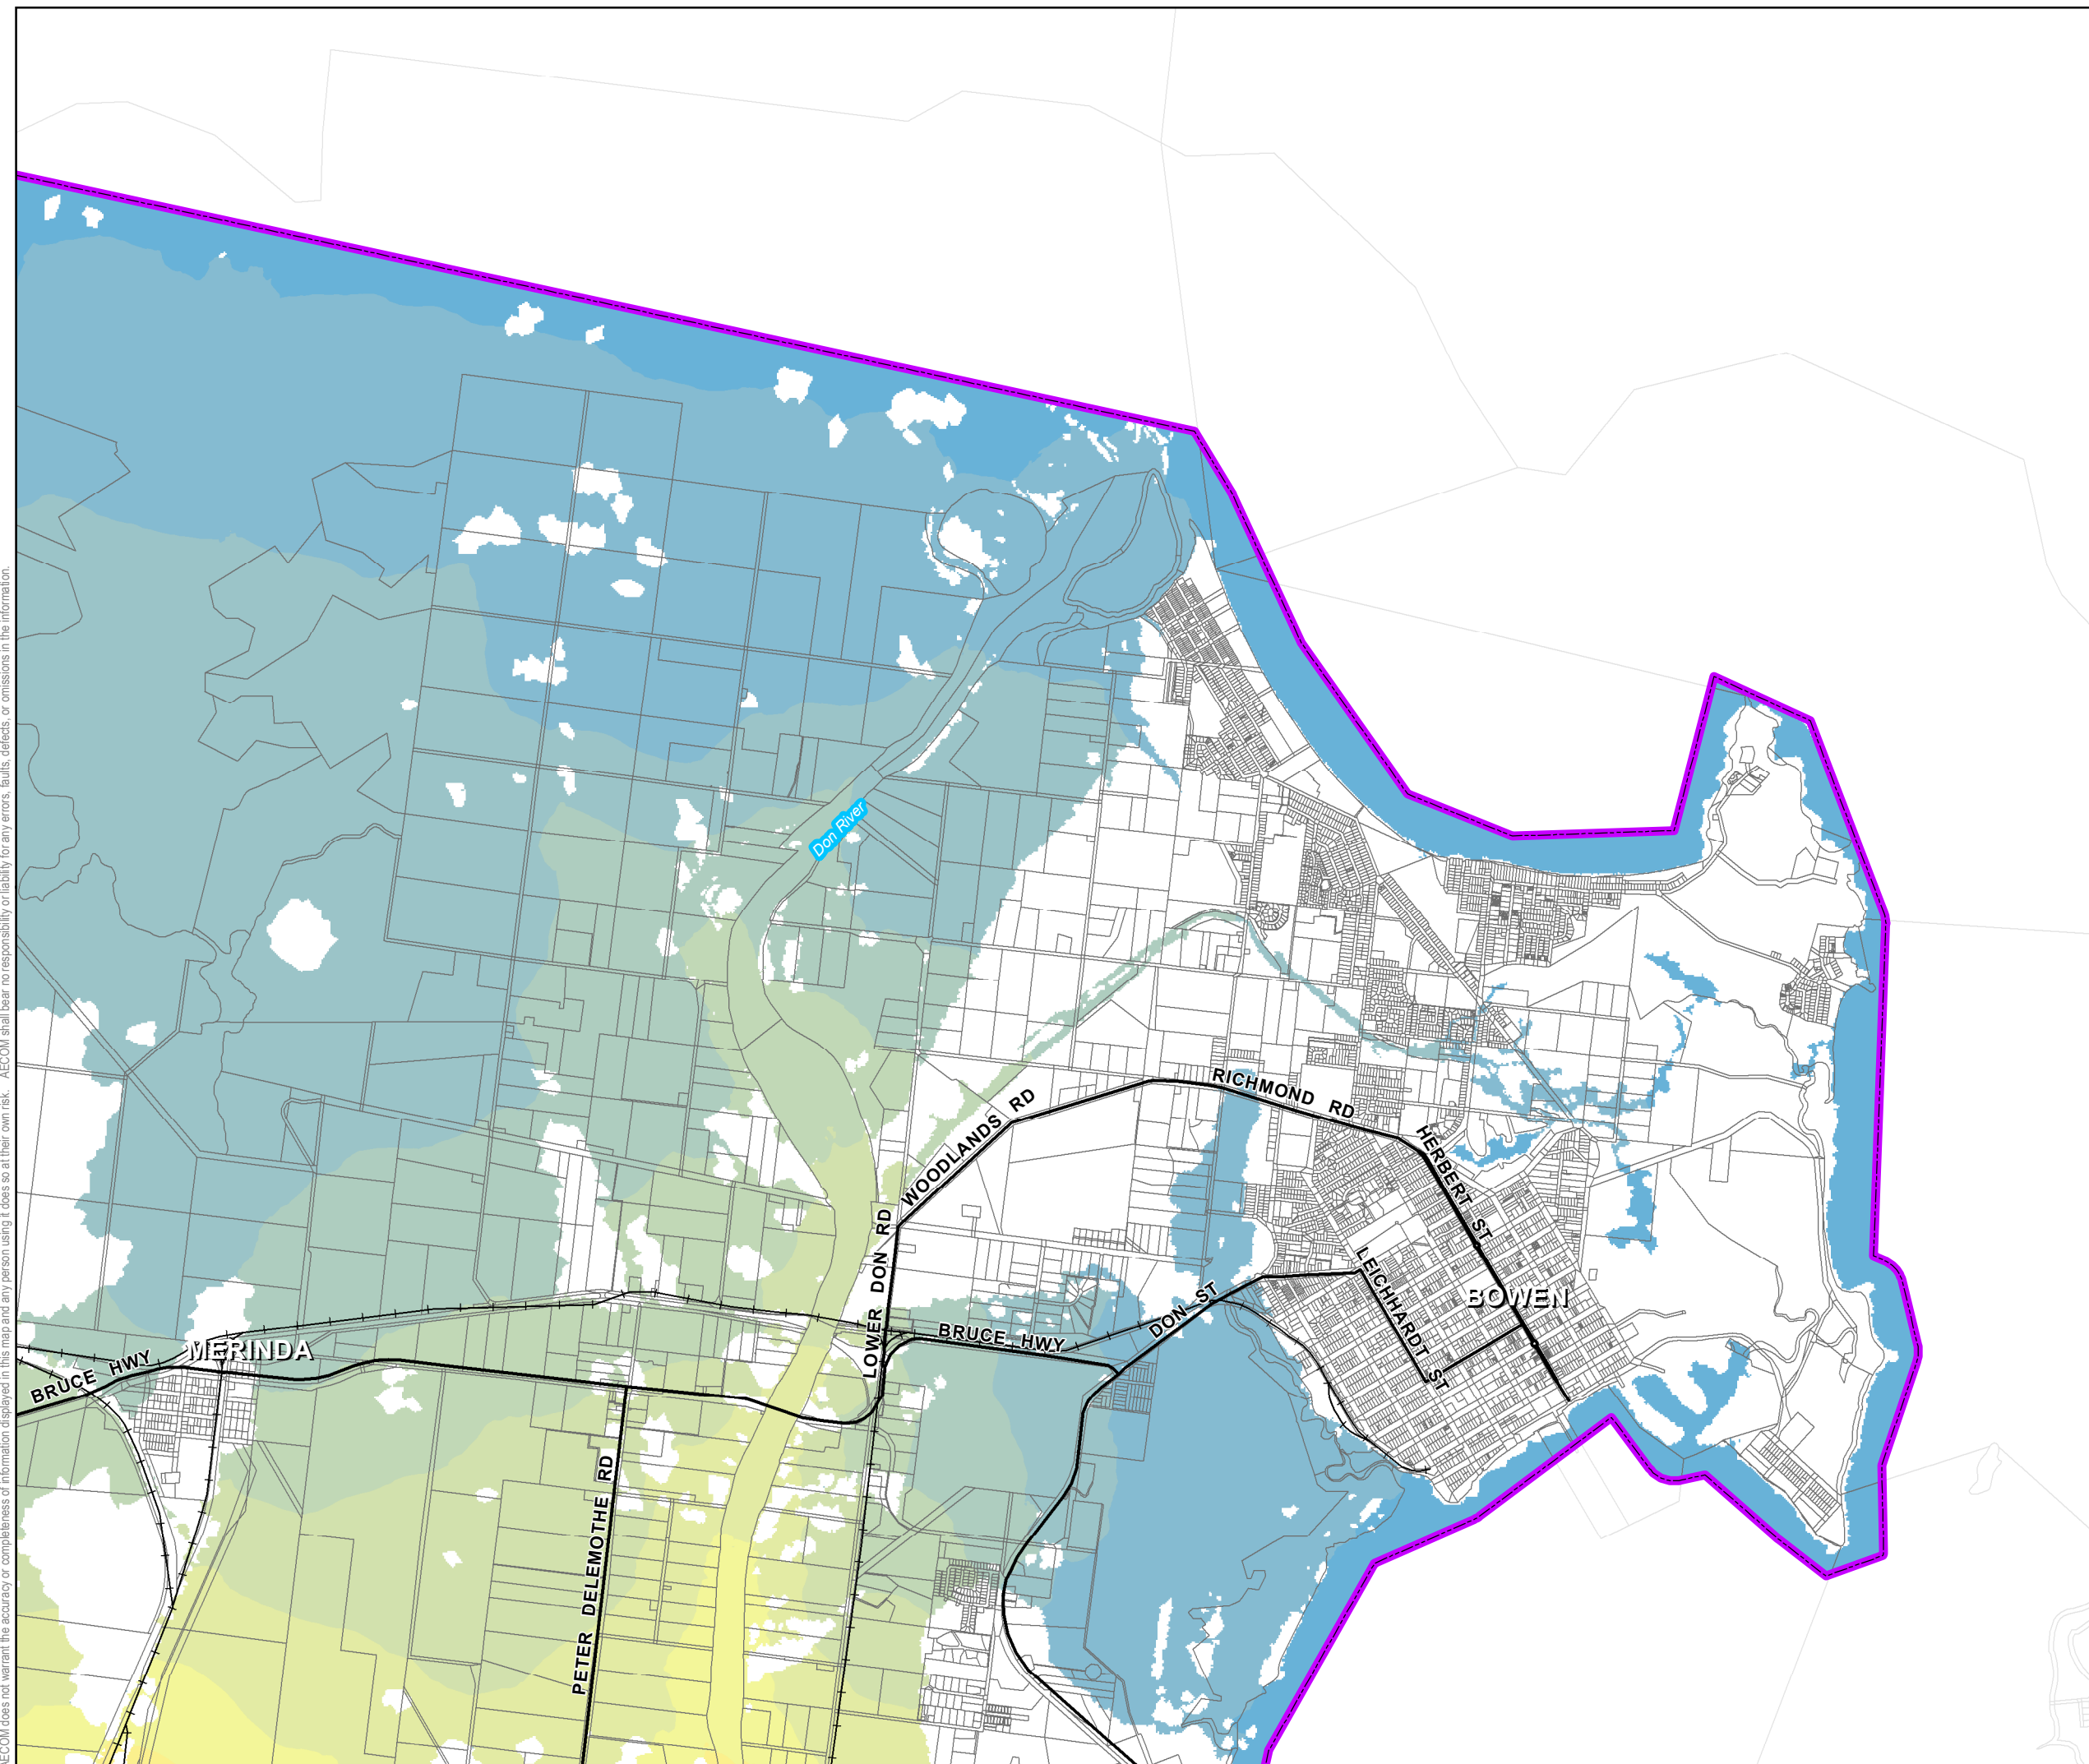 Don River
RICHMOND RD
WOODLANDS RD
HERBERT ST
LOWER DON RD
LEICHHARDT ST
DON ST
BOWEN
BRUCE HWY
MERINDA
BRUCE HWY
PETER DELEMOTHE RD
AECOM does not warrant the accuracy or completeness of information displayed in this map and any person using it does so at their own risk. AECOM shall bear no responsibility or liability for any errors, faults, defects, or omissions in the information.